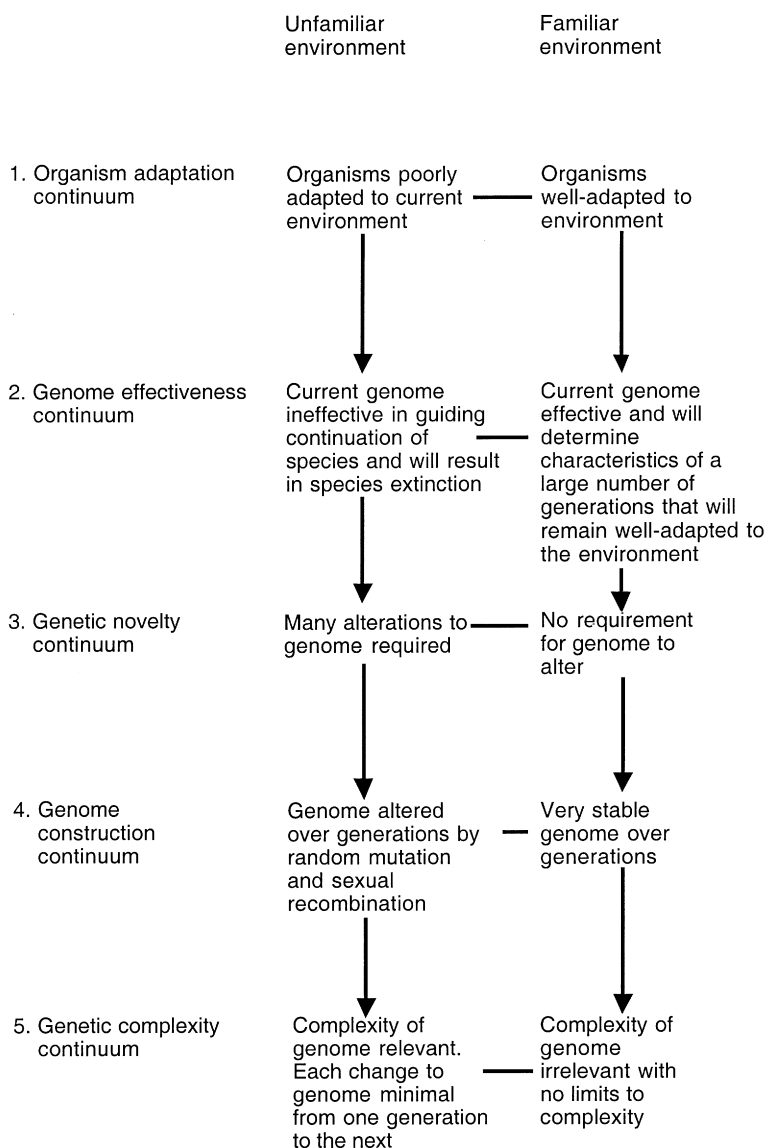 Unfamiliar
environment
Familiar
environment
1. Organism adaptation
continuum
Organisms poorly
adapted to current
environment
Organisms
well-adapted to
environment
2. Genome effectiveness
continuum
Current genome
ineffective in guiding
continuation of
species and will result
in species extinction
Current genome
effective and will
determine
characteristics of a
large number of
generations that will
remain well-adapted to
the environment
3. Genetic novelty
continuum
Many alterations to
genome required
No requirement
for genome to
alter
4. Genome
construction
continuum
Genome altered
over generations by
random mutation
and sexual
recombination
Very stable
genome over
generations
5. Genetic complexity
continuum
Complexity of
genome relevant.
Each change to
genome minimal
from one generation
to the next
Complexity of
genome
irrelevant with
no limits to
complexity